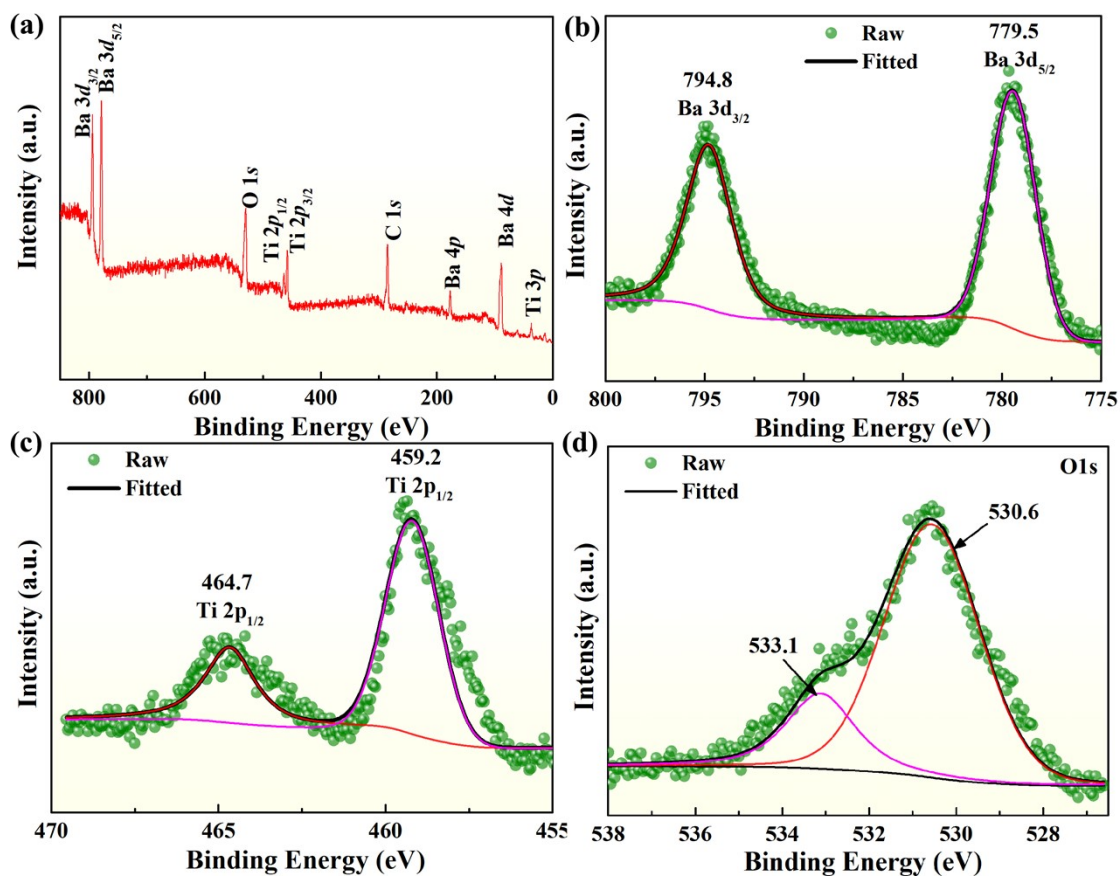 (a)
Ba 3d3/2
Ba 3d5/2
O 1s
Ti 2p1/2
Ti 2p3/2
C 1s
Ba 4p
Ba 4d
Ti 3p
Intensity (a.u.)
800 600 400 200 0
Binding Energy (eV)
(b)
Raw
Fitted
794.8
Ba 3d3/2
779.5
Ba 3d5/2
Intensity (a.u.)
800 795 790 785 780 775
Binding Energy (eV)
(c)
Raw
Fitted
459.2
Ti 2p1/2
464.7
Ti 2p1/2
Intensity (a.u.)
470 465 460 455
Binding Energy (eV)
(d)
Raw
Fitted
O1s
530.6
533.1
Intensity (a.u.)
538 536 534 532 530 528
Binding Energy (eV)